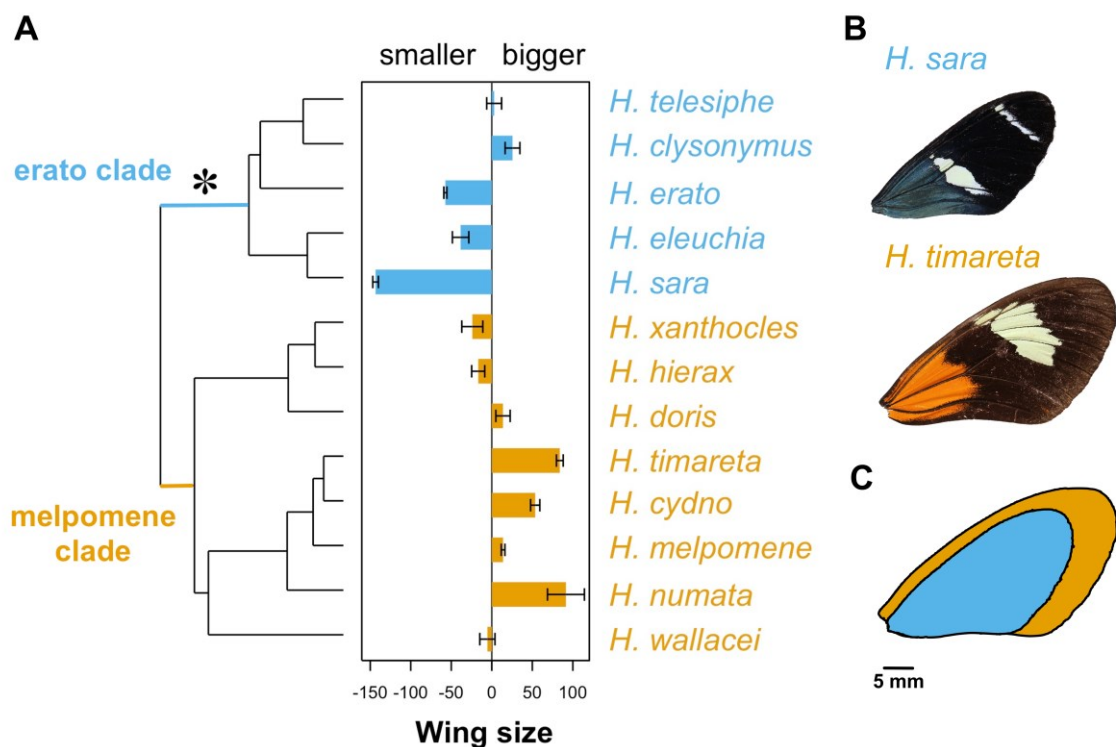 A
smaller bigger
H. telesiphe
H. clysonymus
erato clade
*
H. erato
H. eleuchia
H. sara
H. xanthocles
H. hierax
H. doris
H. timareta
H. cydno
melpomene
clade
H. melpomene
H. numata
H. wallacei
-150 -100 -50 0 50 100
Wing size
B
H. sara
H. timareta
C
5 mm